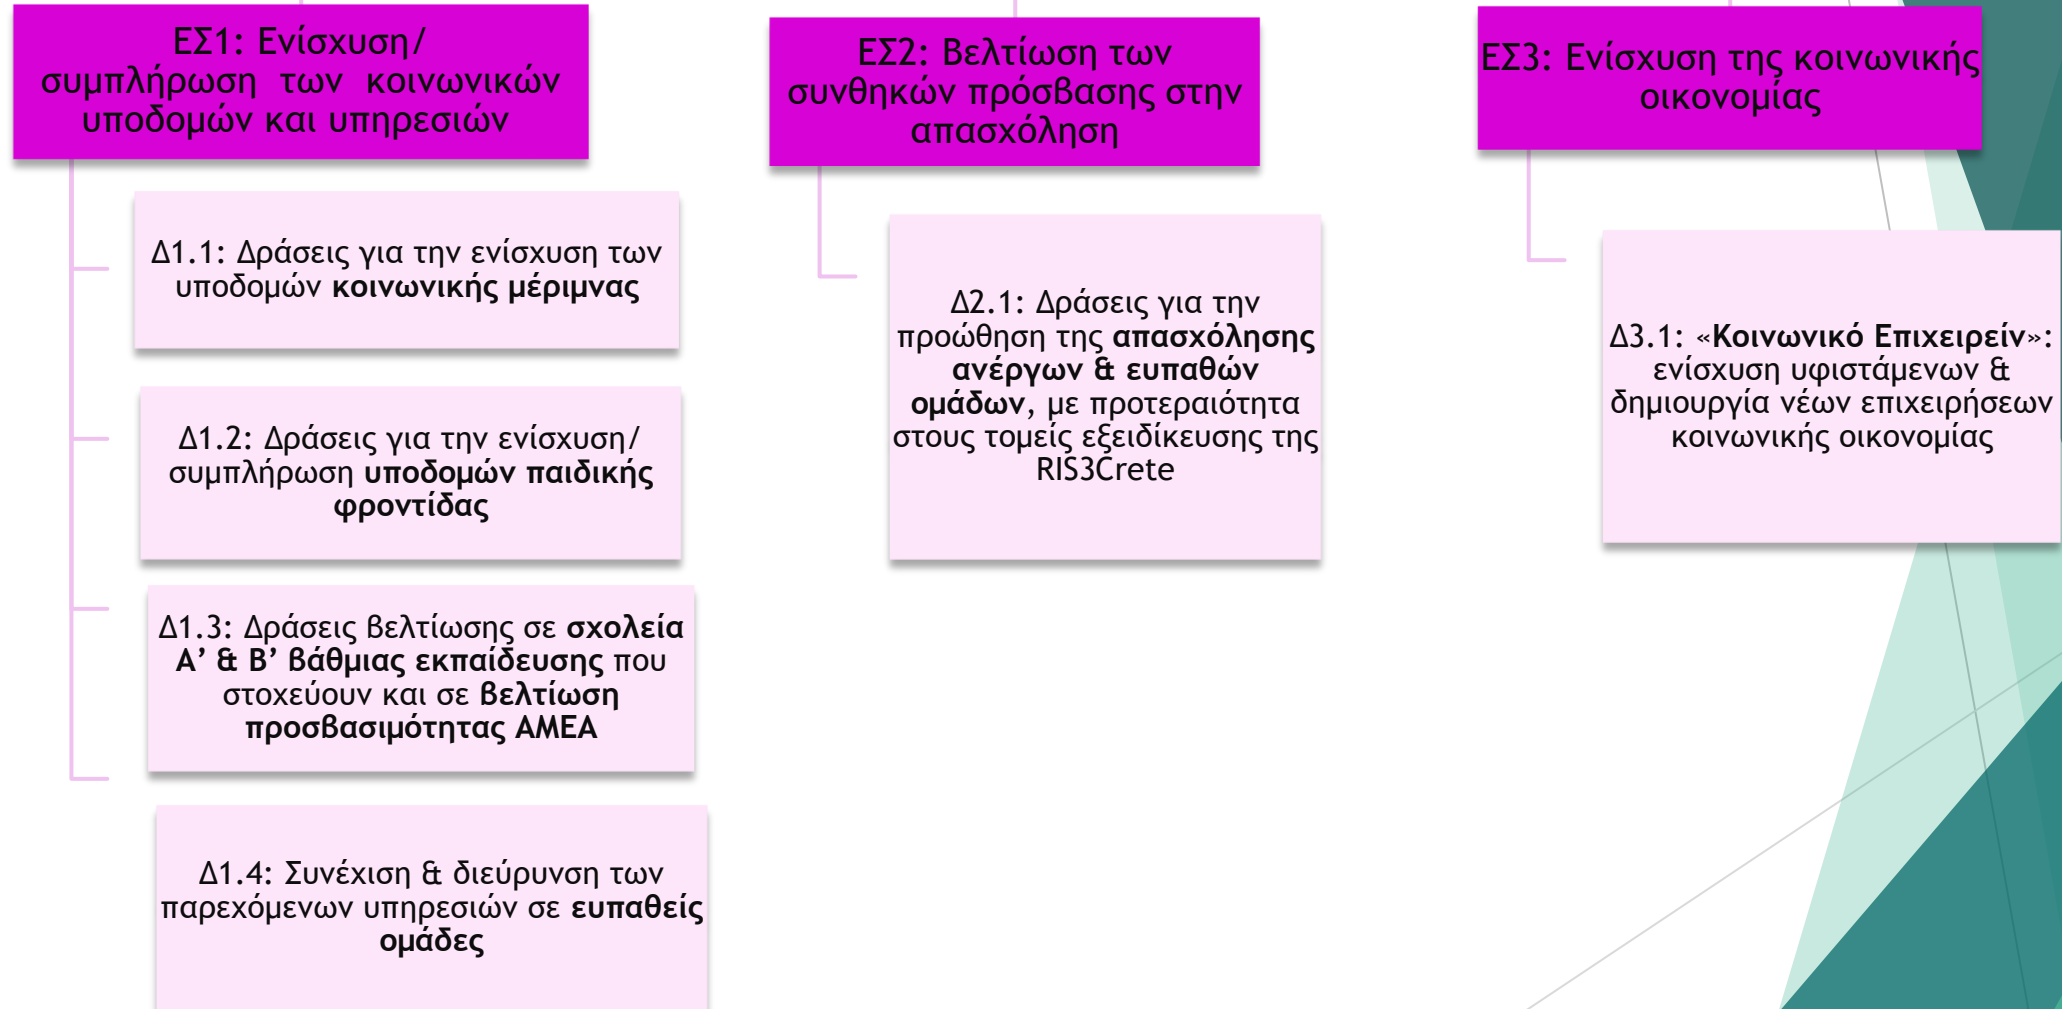 ΕΣ1: Ενίσχυση/
συμπλήρωση των κοινωνικών
υποδομών και υπηρεσιών
Δ1.1: Δράσεις για την ενίσχυση των
υποδομών κοινωνικής μέριμνας
Δ1.2: Δράσεις για την ενίσχυση/
συμπλήρωση υποδομών παιδικής
φροντίδας
Δ1.3: Δράσεις βελτίωσης σε σχολεία
Α’ & Β’ βάθμιας εκπαίδευσης που
στοχεύουν και σε βελτίωση
προσβασιμότητας ΑΜΕΑ
Δ1.4: Συνέχιση & διεύρυνση των
παρεχόμενων υπηρεσιών σε ευπαθείς
ομάδες
ΕΣ2: Βελτίωση των
συνθηκών πρόσβασης στην
απασχόληση
Δ2.1: Δράσεις για την
προώθηση της απασχόλησης
ανέργων & ευπαθών
ομάδων, με προτεραιότητα
στους τομείς εξειδίκευσης της
RIS3Crete
ΕΣ3: Ενίσχυση της κοινωνικής
οικονομίας
Δ3.1: «Κοινωνικό Επιχειρείν»:
ενίσχυση υφιστάμενων &
δημιουργία νέων επιχειρήσεων
κοινωνικής οικονομίας